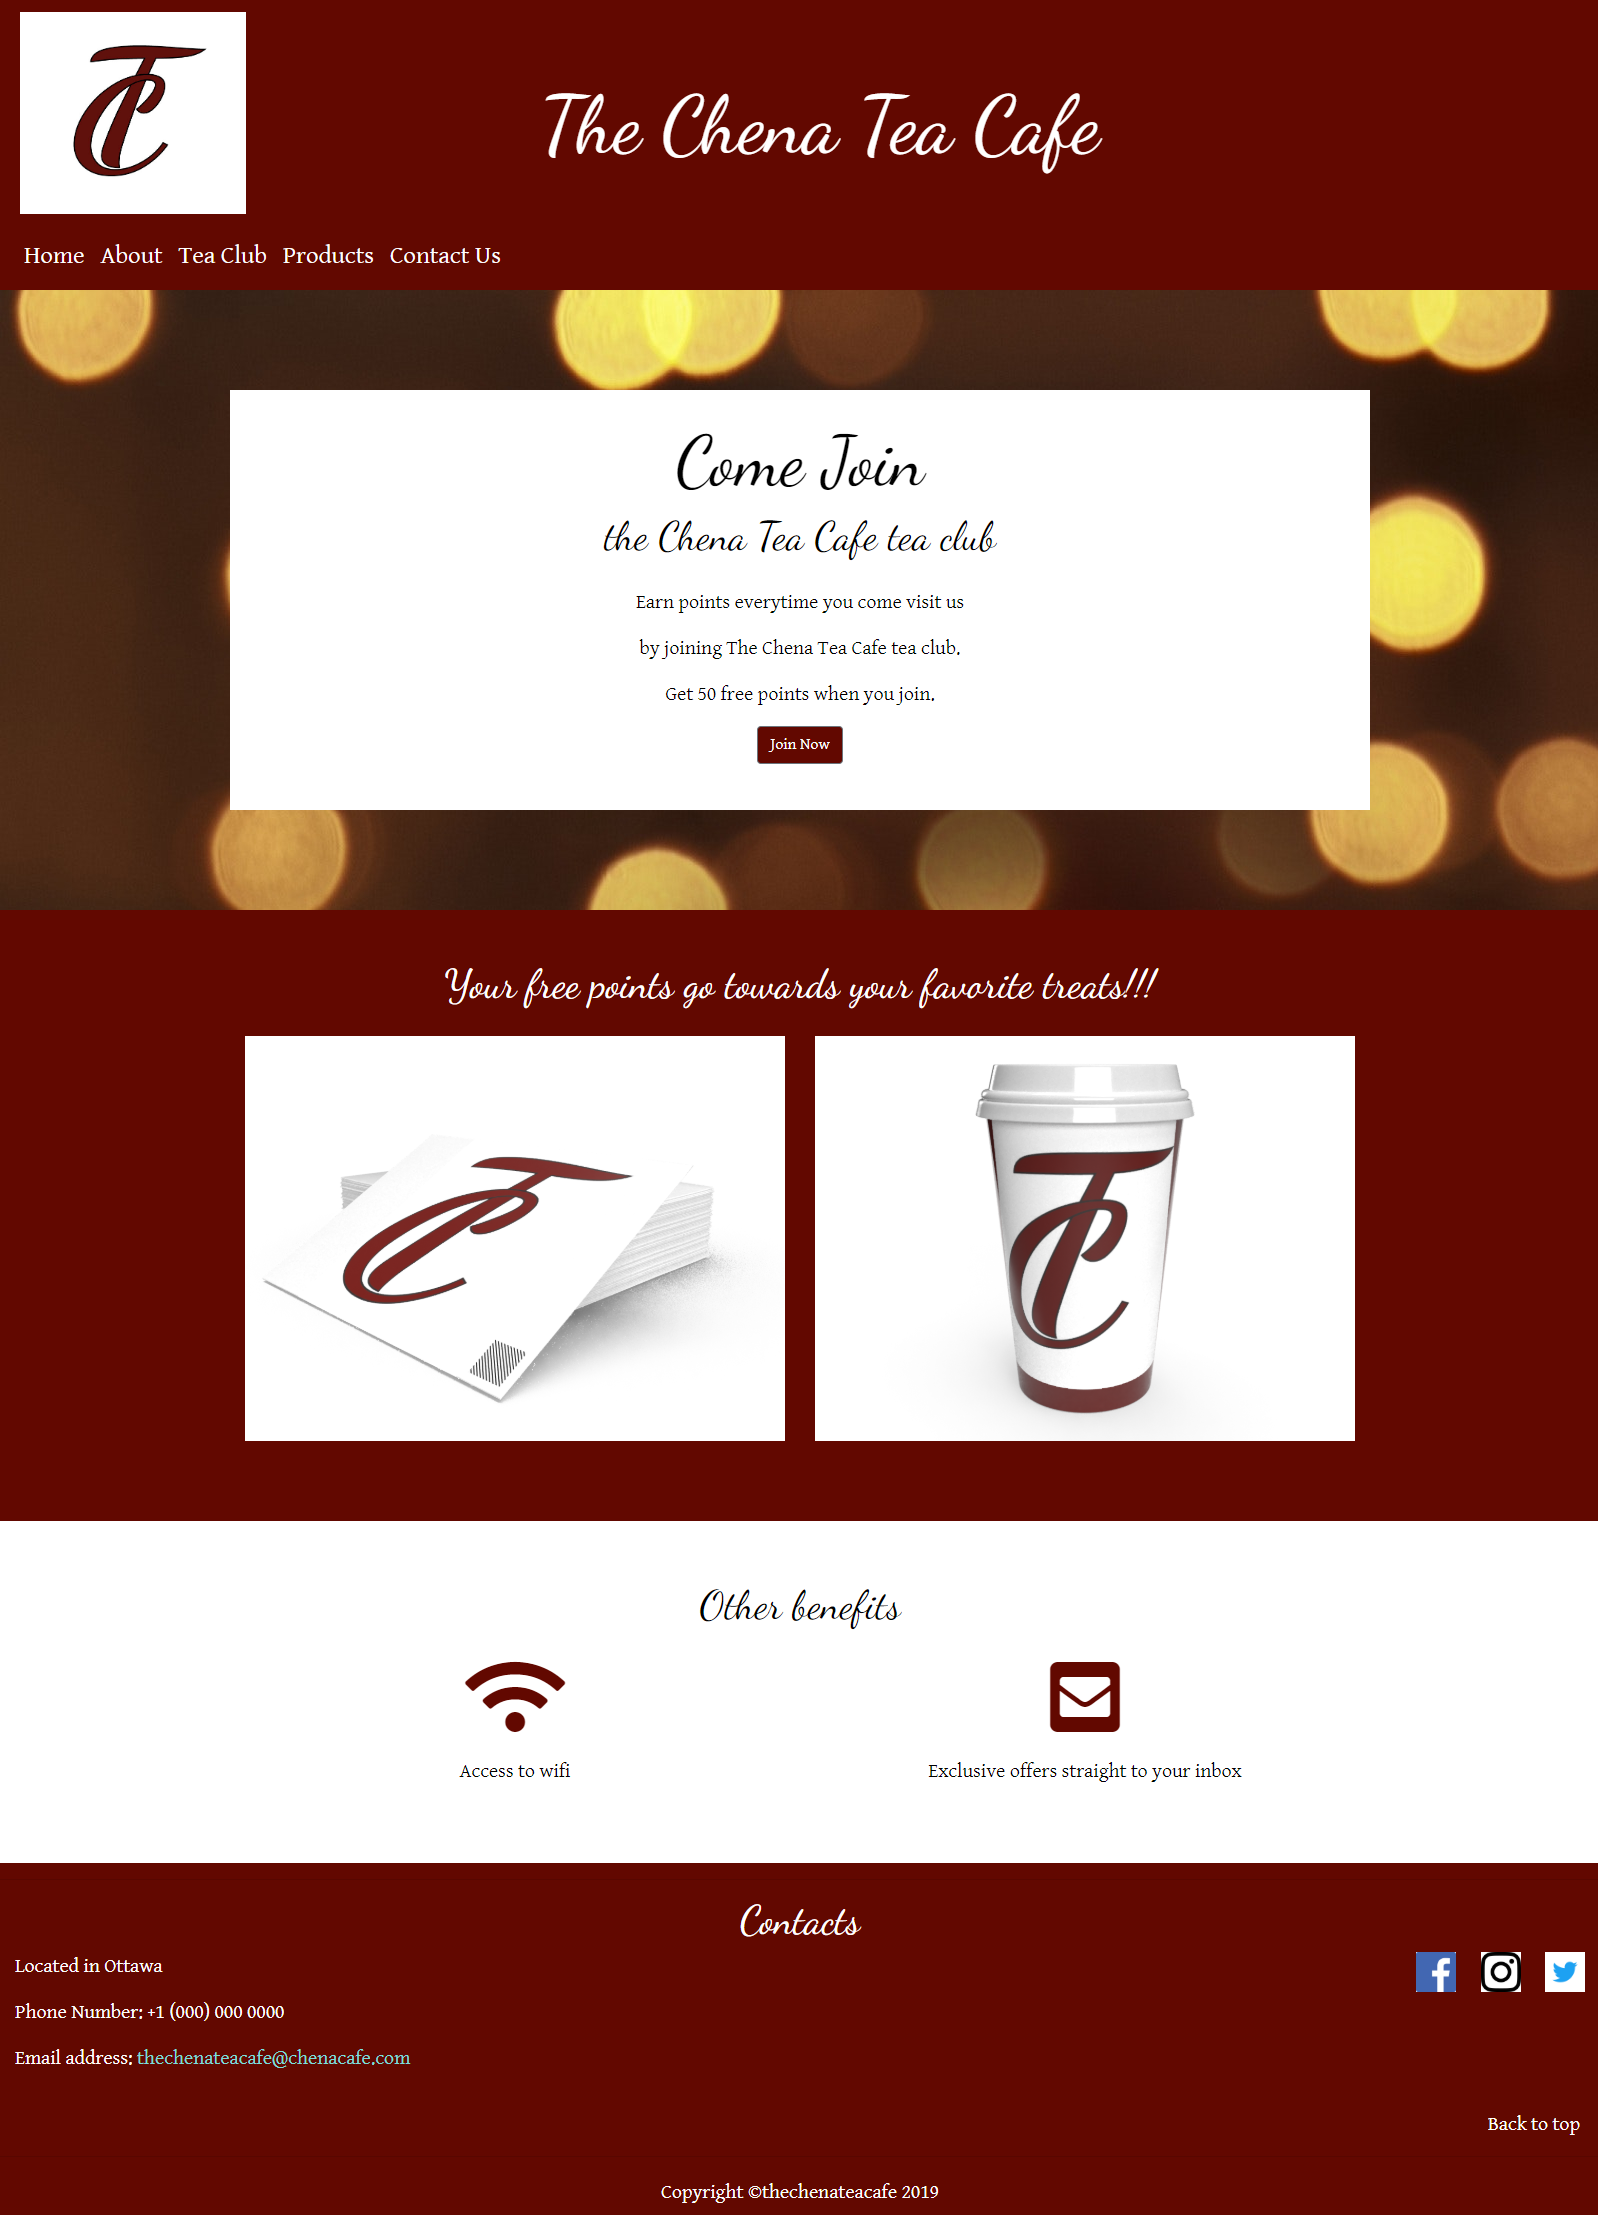 TC
The Chena Tea Cafe
Home About Tea Club Products Contact Us
Come Join
the Chena Tea Cafe tea club
Earn points everytime you come visit us
by joining The Chena Tea Cafe tea club.
Get 50 free points when you join.
Join Now
Your free points go towards your favorite treats!!!
TC
TC
Other benefits
Access to wifi
Exclusive offers straight to your inbox
Contacts
Located in Ottawa
Phone Number: +1 (000) 000 0000
Email address: thechenateacafe@chenacafe.com
Back to top
Copyright ©thechenateacafe 2019